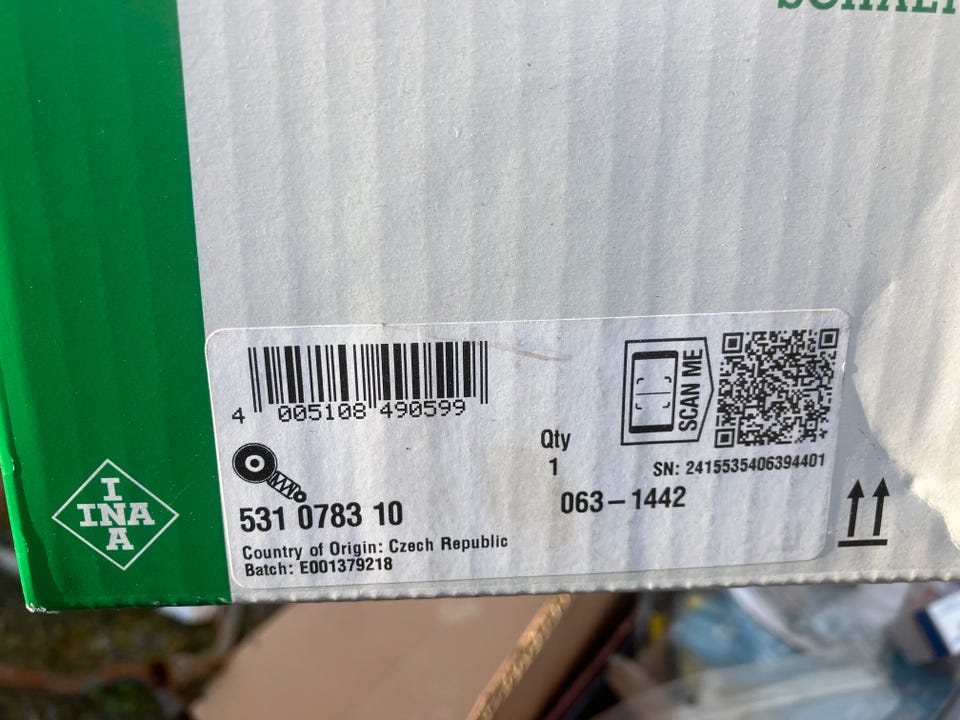 4 005108 490599
SCAN ME
Qty
1
SN: 2415535406394401
531 0783 10
063-1442
Country of Origin: Czech Republic
Batch: E001379218
I
INA
A